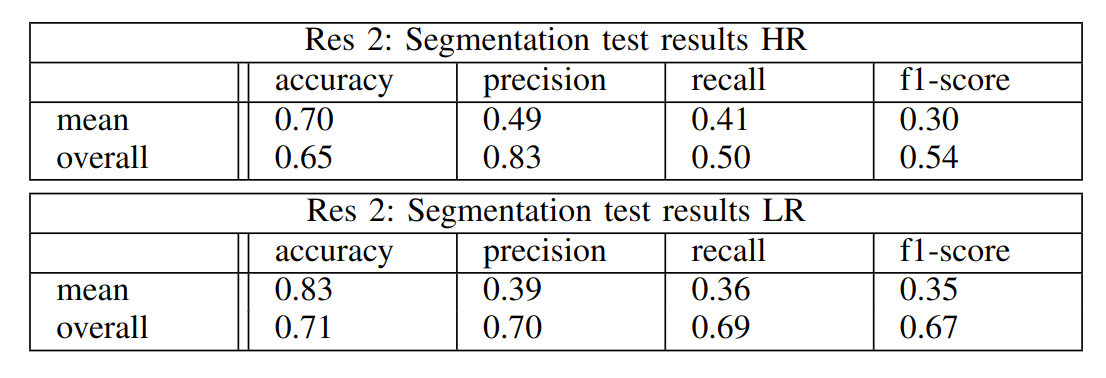 Res 2: Segmentation test results HR
accuracy precision recall f1-score
mean 0.70 0.49 0.41 0.30
overall 0.65 0.83 0.50 0.54
Res 2: Segmentation test results LR
accuracy precision recall f1-score
mean 0.83 0.39 0.36 0.35
overall 0.71 0.70 0.69 0.67